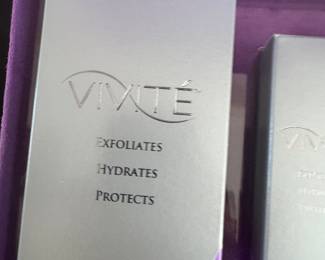 VIVITÉ
EXFOLIATES
HYDRATES
PROTECTS